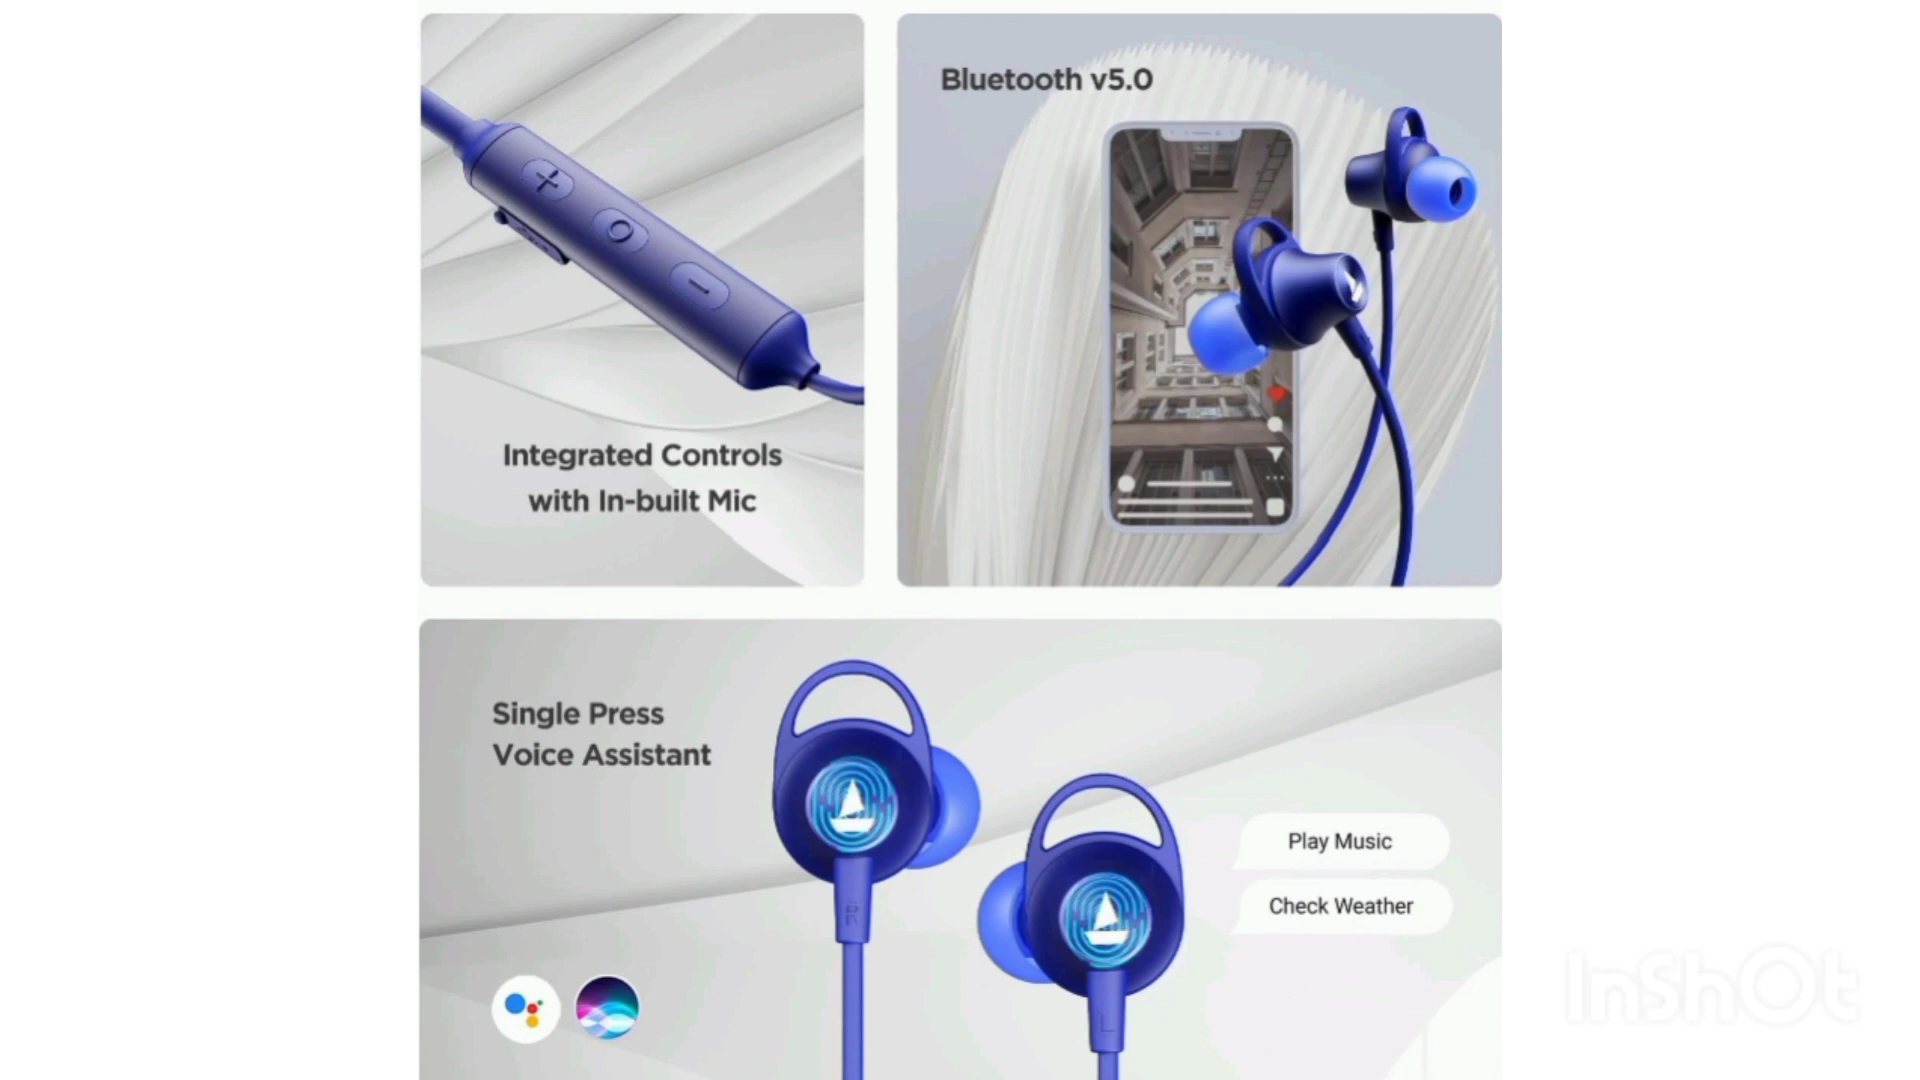 Integrated Controls
with In-built Mic
Bluetooth v5.0
Single Press
Voice Assistant
Play Music
Check Weather
R
L
InShOt